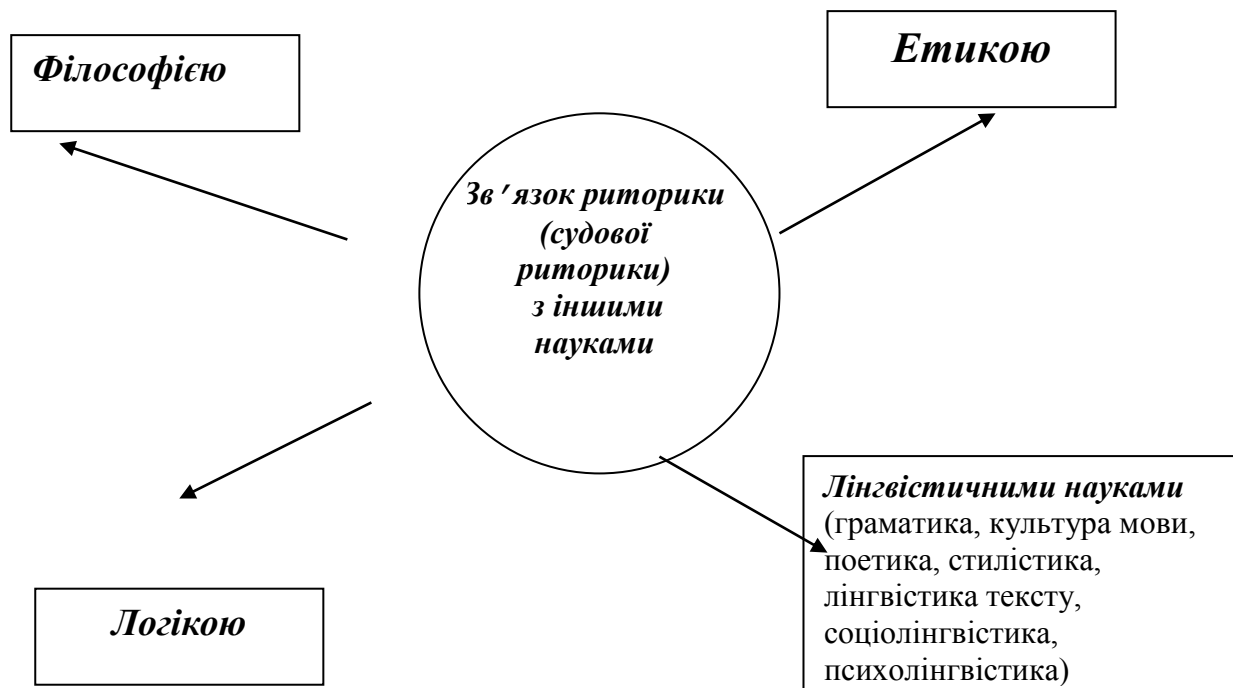 Філософією
Етикою
Зв ′ язок риторики
(судової
риторики)
з іншими
науками
Логікою
Лінгвістичними науками
(граматика, культура мови,
поетика, стилістика,
лінгвістика тексту,
соціолінгвістика,
психолінгвістика)